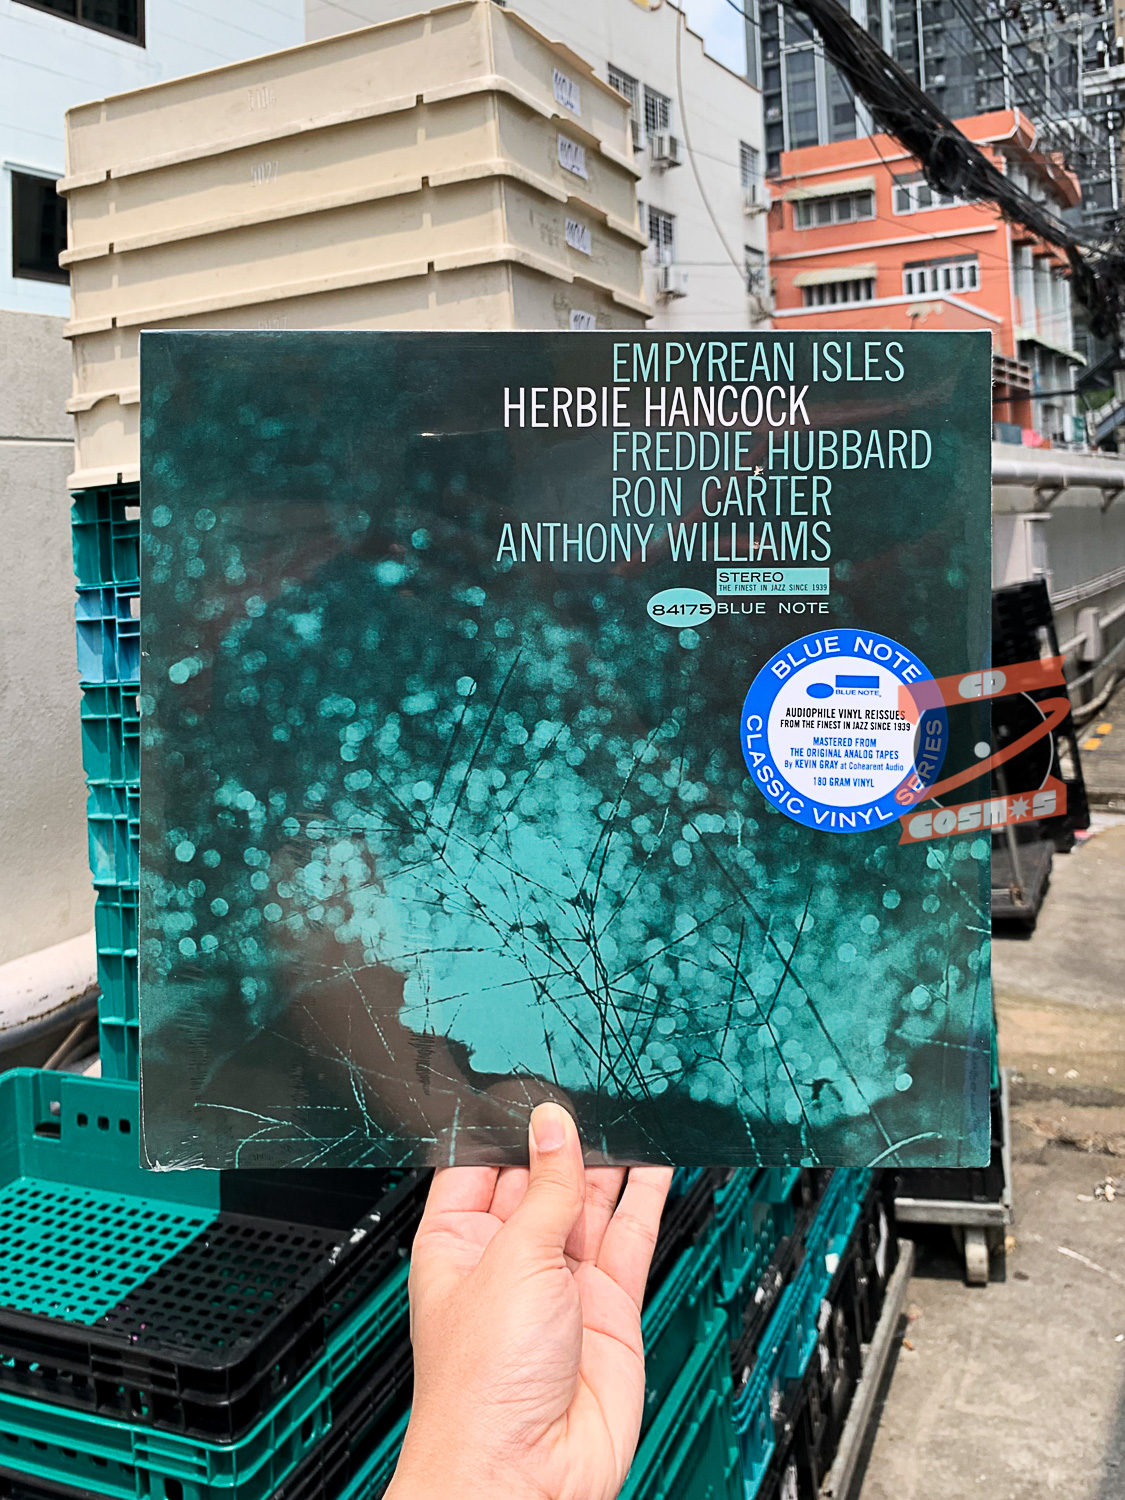 EMPYREAN ISLES
HERBIE HANCOCK
FREDDIE HUBBARD
RON CARTER
ANTHONY WILLIAMS
STEREO
THE FINEST IN JAZZ SINCE 1939
84175 BLUE NOTE
BLUE NOTE
BLUE NOTE
AUDIOPHILE VINYL REISSUES
FROM THE FINEST IN JAZZ SINCE 1939
MASTERED FROM
THE ORIGINAL ANALOG TAPES
By KEVIN GRAY at Cohearent Audio
180 GRAM VINYL
CLASSIC VINYL SERIES
CD
COSMOS